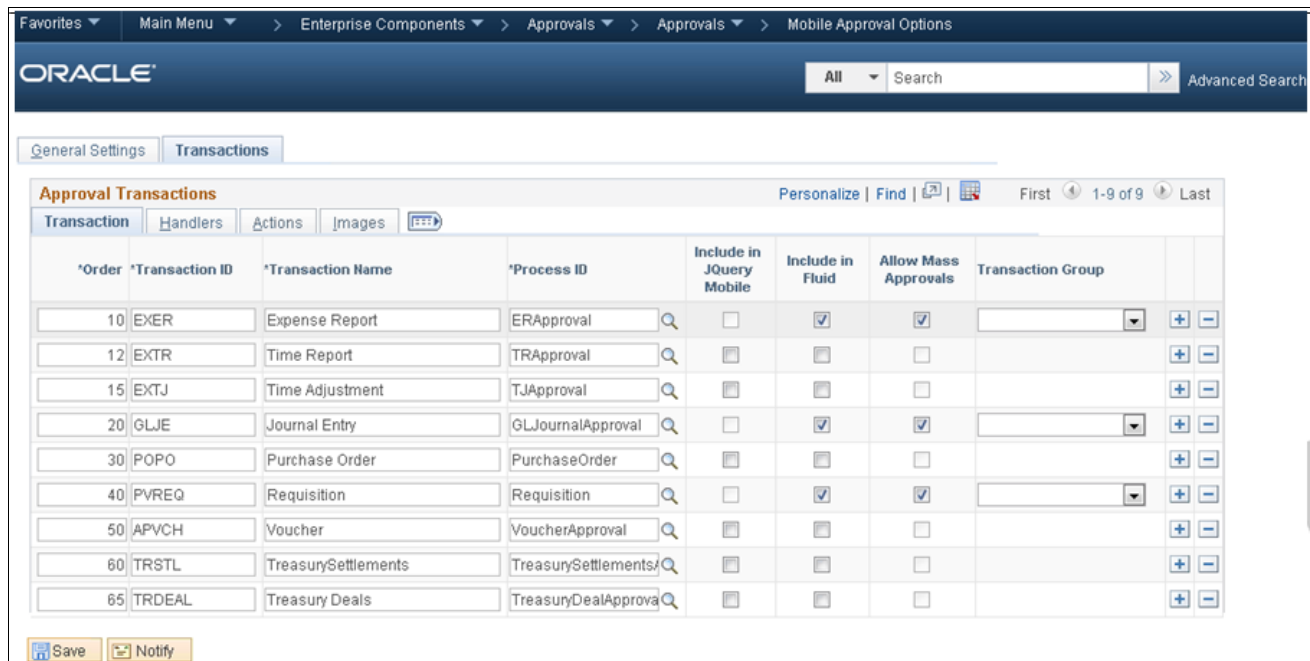 Favorites Main Menu > Enterprise Components > Approvals > Approvals > Mobile Approval Options
ORACLE All Search Advanced Search
General Settings Transactions
Approval Transactions Personalize | Find | | First 1-9 of 9 Last
Transaction Handlers Actions Images
*Order *Transaction ID *Transaction Name *Process ID Include in JQuery Mobile Include in Fluid Allow Mass Approvals Transaction Group
10 EXER Expense Report ERApproval
12 EXTR Time Report TRApproval
15 EXTJ Time Adjustment TJApproval
20 GLJE Journal Entry GLJournalApproval
30 POPO Purchase Order PurchaseOrder
40 PVREQ Requisition Requisition
50 APVCH Voucher VoucherApproval
60 TRSTL TreasurySettlements TreasurySettlements
65 TRDEAL Treasury Deals TreasuryDealApprova
Save Notify